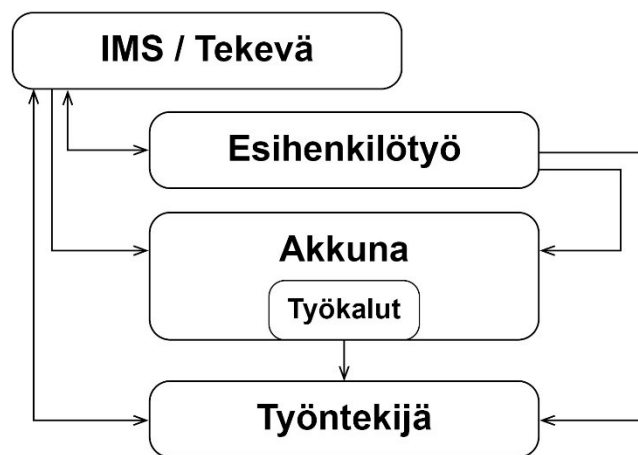 IMS / Tekevä
Esihenkilötyö
Akkuna
Työkalut
Työntekijä